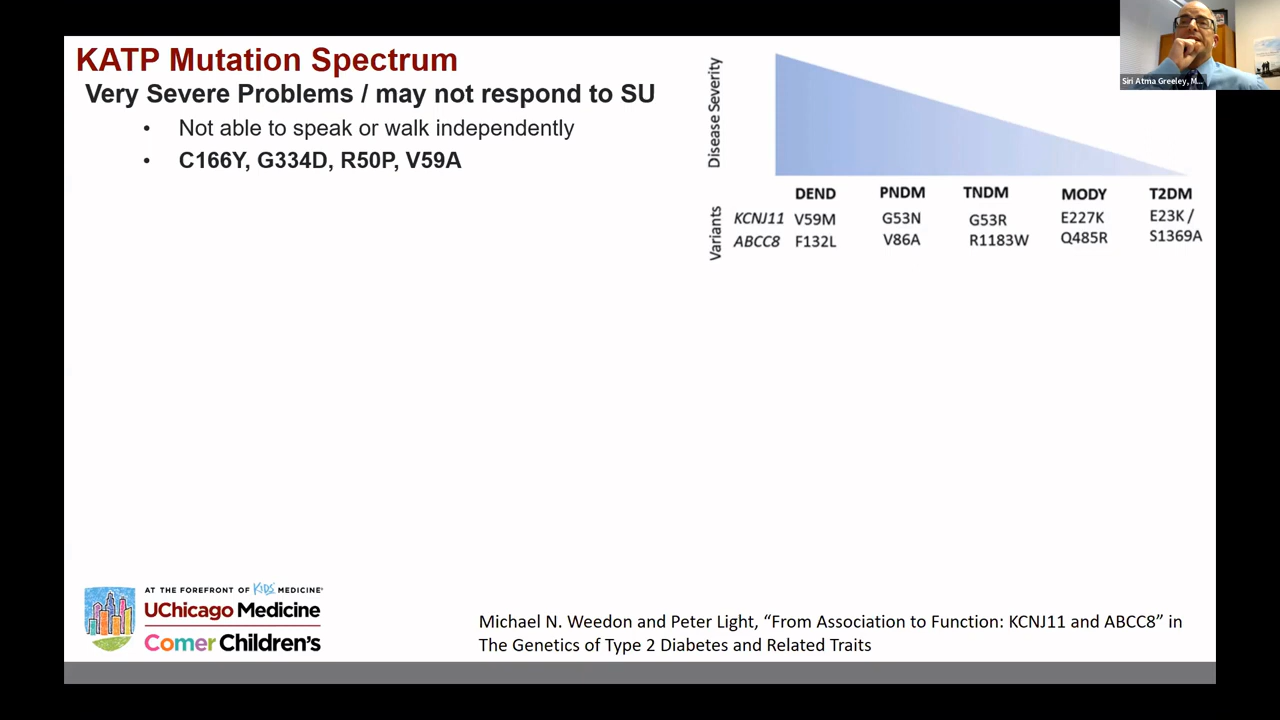 KATP Mutation Spectrum
Very Severe Problems / may not respond to SU
• Not able to speak or walk independently
• C166Y, G334D, R50P, V59A
Disease Severity
DEND PNDM TNDM MODY T2DM
Variants
KCNJ11 V59M G53N G53R E227K E23K /
ABCC8 F132L V86A R1183W Q485R S1369A
Siri Atma Greeley, M...
AT THE FOREFRONT OF KIDS MEDICINE®
UChicago Medicine
Comer Children's
Michael N. Weedon and Peter Light, “From Association to Function: KCNJ11 and ABCC8” in
The Genetics of Type 2 Diabetes and Related Traits